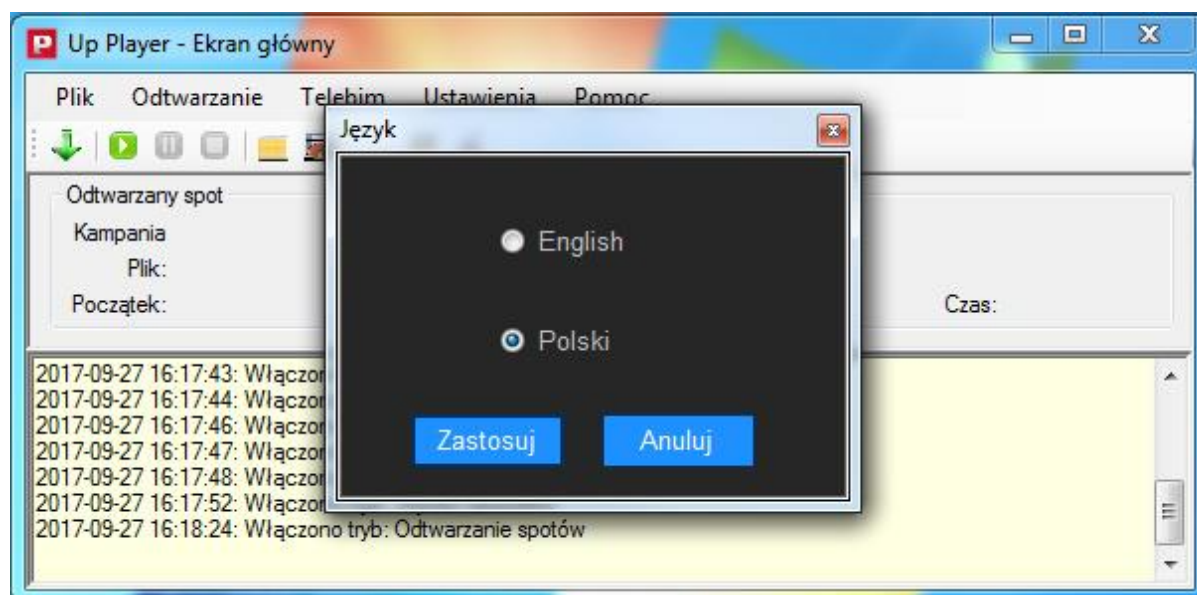 Up Player - Ekran główny
Plik Odtwarzanie Telebim Ustawienia Pomoc
Język
Odtwarzany spot
Kampania
Plik:
Początek:
Czas:
English
Polski
Zastosuj Anuluj
2017-09-27 16:17:43: Włączon
2017-09-27 16:17:44: Włączon
2017-09-27 16:17:46: Włączon
2017-09-27 16:17:47: Włączon
2017-09-27 16:17:48: Włączon
2017-09-27 16:17:52: Włączon
2017-09-27 16:18:24: Włączono tryb: Odtwarzanie spotów